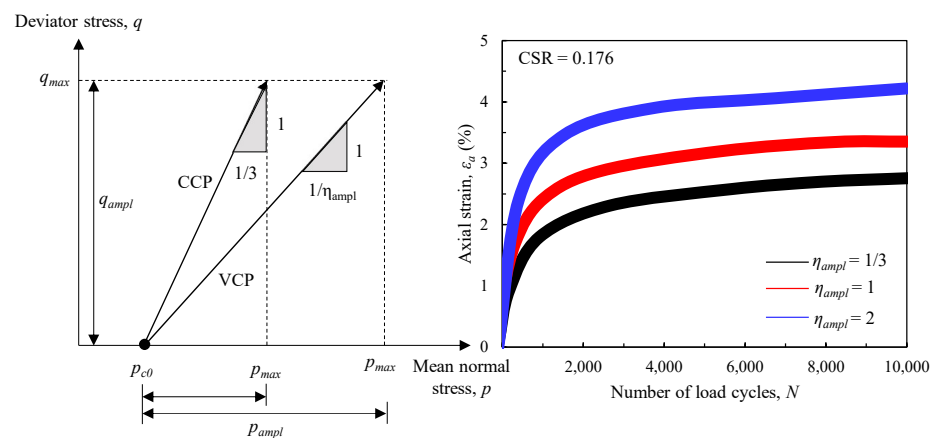 Deviator stress, q
q_max
q_ampl
CCP
VCP
1
1/3
1
1/η_ampl
p_c0
p_max
p_max
Mean normal
stress, p
p_ampl
CSR = 0.176
5
4
3
2
1
0
Axial strain, ε_a (%)
η_ampl = 1/3
η_ampl = 1
η_ampl = 2
2,000
4,000
6,000
8,000
10,000
Number of load cycles, N